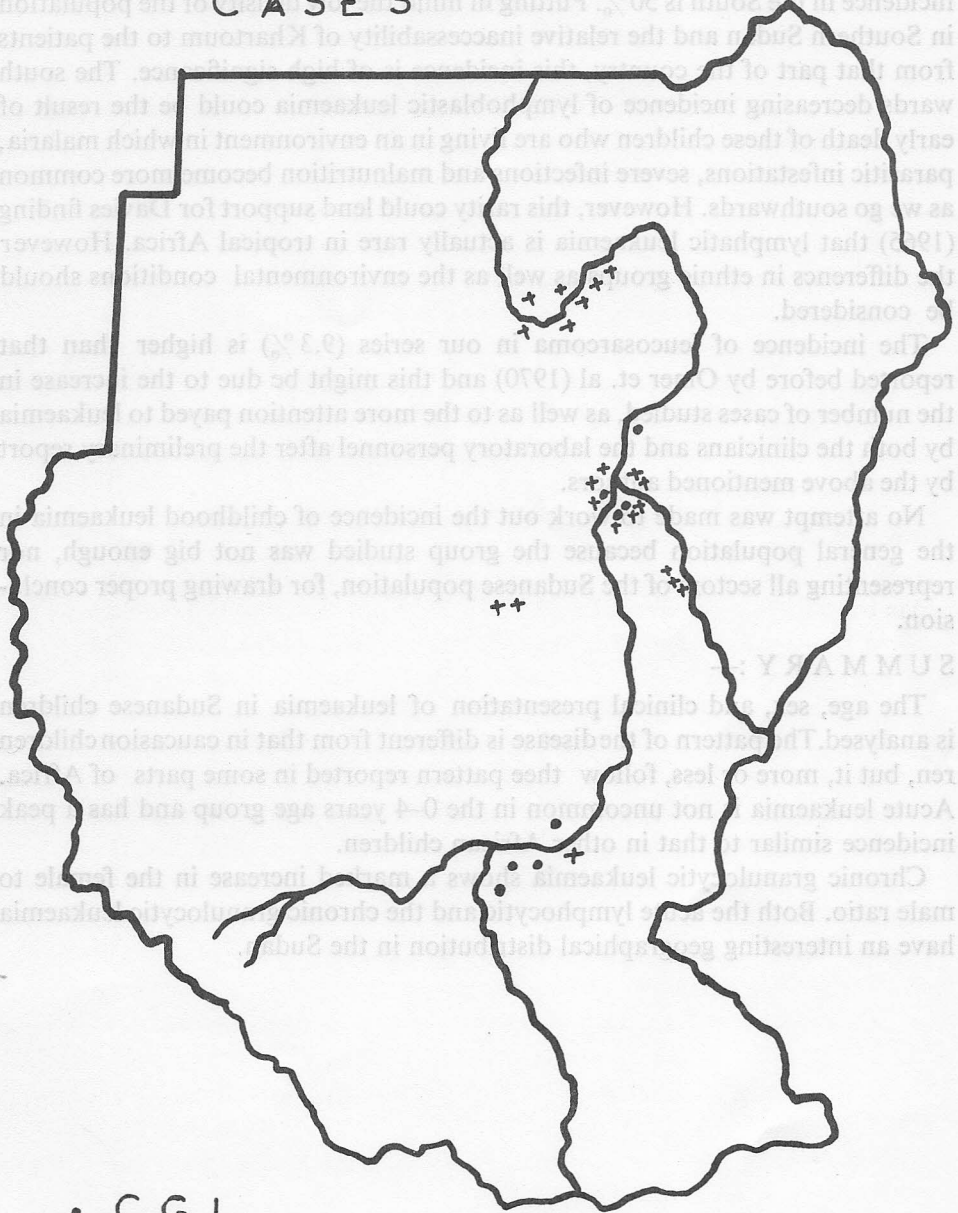 CASES
incidence in the South is 50%. Putting in mind the low density of the population
in Southern Sudan and the relative inaccessability of Khartoum to the patients
from that part of the country, this incidence is of high significance. The south
wards decreasing incidence of lymphoblastic leukaemia could be the result of
early death of these children who are living in an environment in which malaria,
parasitic infestations, severe infections and malnutrition become more common
as we go southwards. However, this rarity could lend support for Davies finding
(1965) that lymphatic leukaemia is actually rare in tropical Africa. However
the difference in ethnic group as well as the environmental conditions should
be considered.
The incidence of leucosarcoma in our series (9.3%) is higher than that
reported before by Omer et. al (1970) and this might be due to the increase in
the number of cases studied, as well as to the more attention payed to leukaemia
by both the clinicians and the laboratory personnel after the preliminary report
by the above mentioned authors.
No attempt was made to work out the incidence of childhood leukaemia in
the general population because the group studied was not big enough, nor
representing all sectors of the Sudanese population, for drawing proper conclu-
sion.
SUMMARY :—
The age, sex, and clinical presentation of leukaemia in Sudanese children
is analysed. The pattern of the disease is different from that in caucasion children
ren, but it, more or less, follow thee pattern reported in some parts of Africa.
Acute leukaemia is not uncommon in the 0–4 years age group and has a peak
incidence similar to that in other African children.
Chronic granulocytic leukaemia shows a marked increase in the female to
male ratio. Both the acute lymphocytic and the chronic granulocytic leukaemia
have an interesting geographical distribution in the Sudan.
• C G L